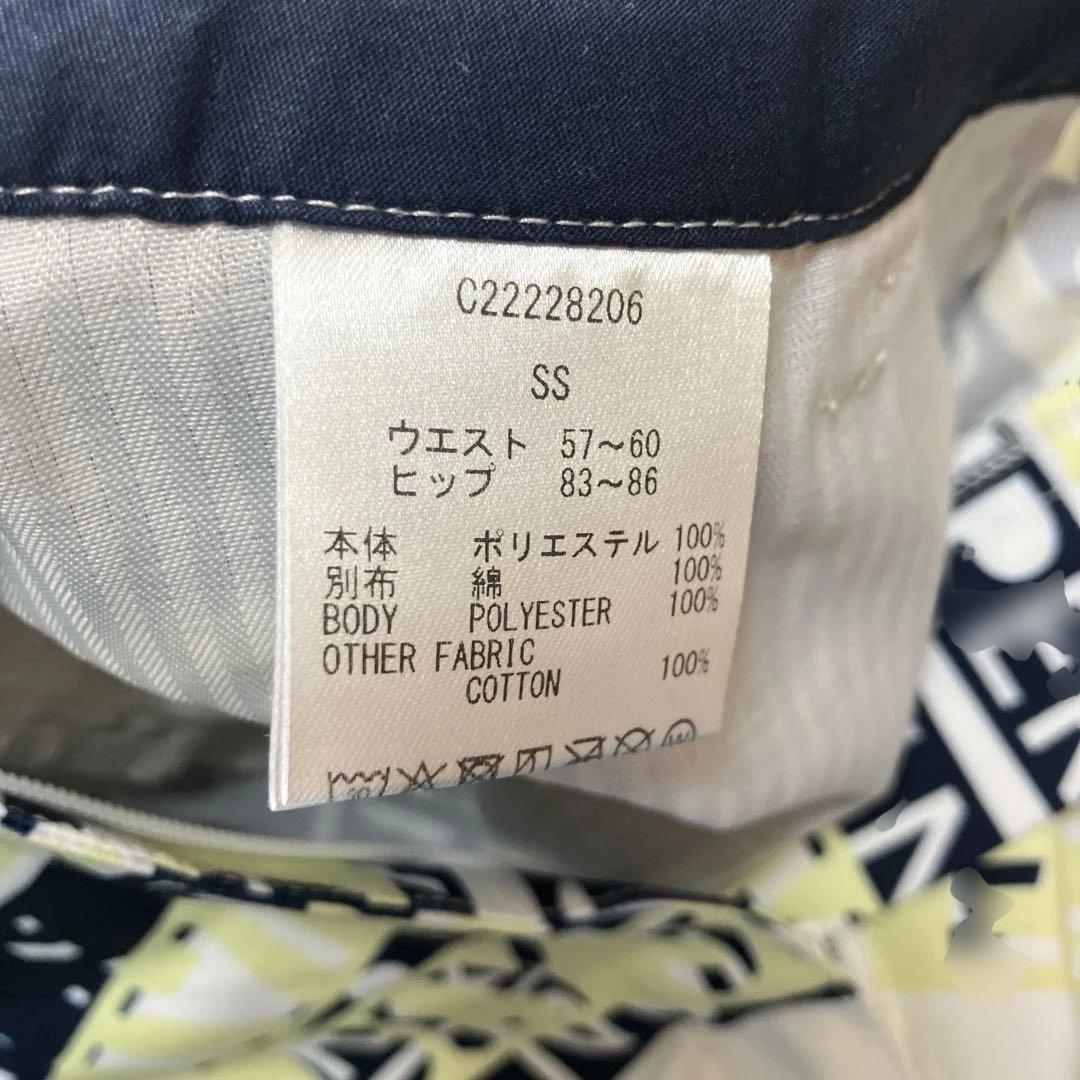 C22228206
SS
ウエスト 57～60
ヒップ 83～86
本体 ポリエステル 100%
別布 綿 100%
BODY POLYESTER 100%
OTHER FABRIC
COTTON 100%